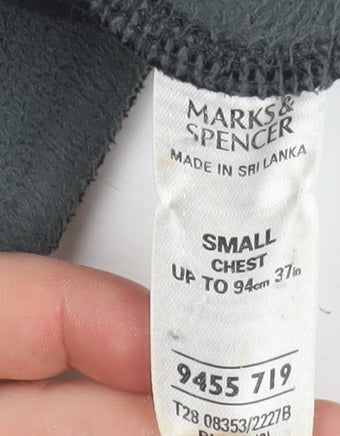 MARKS&
SPENCER
MADE IN SRI LANKA
SMALL
CHEST
UP TO 94cm 37in
9455 719
T28 08353/2227B